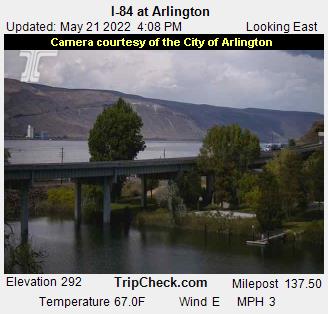 I-84 at Arlington
Updated: May 21 2022 4:08 PM Looking East
Camera courtesy of the City of Arlington
Elevation 292 TripCheck.com Milepost 137.50
Temperature 67.0F Wind E MPH 3